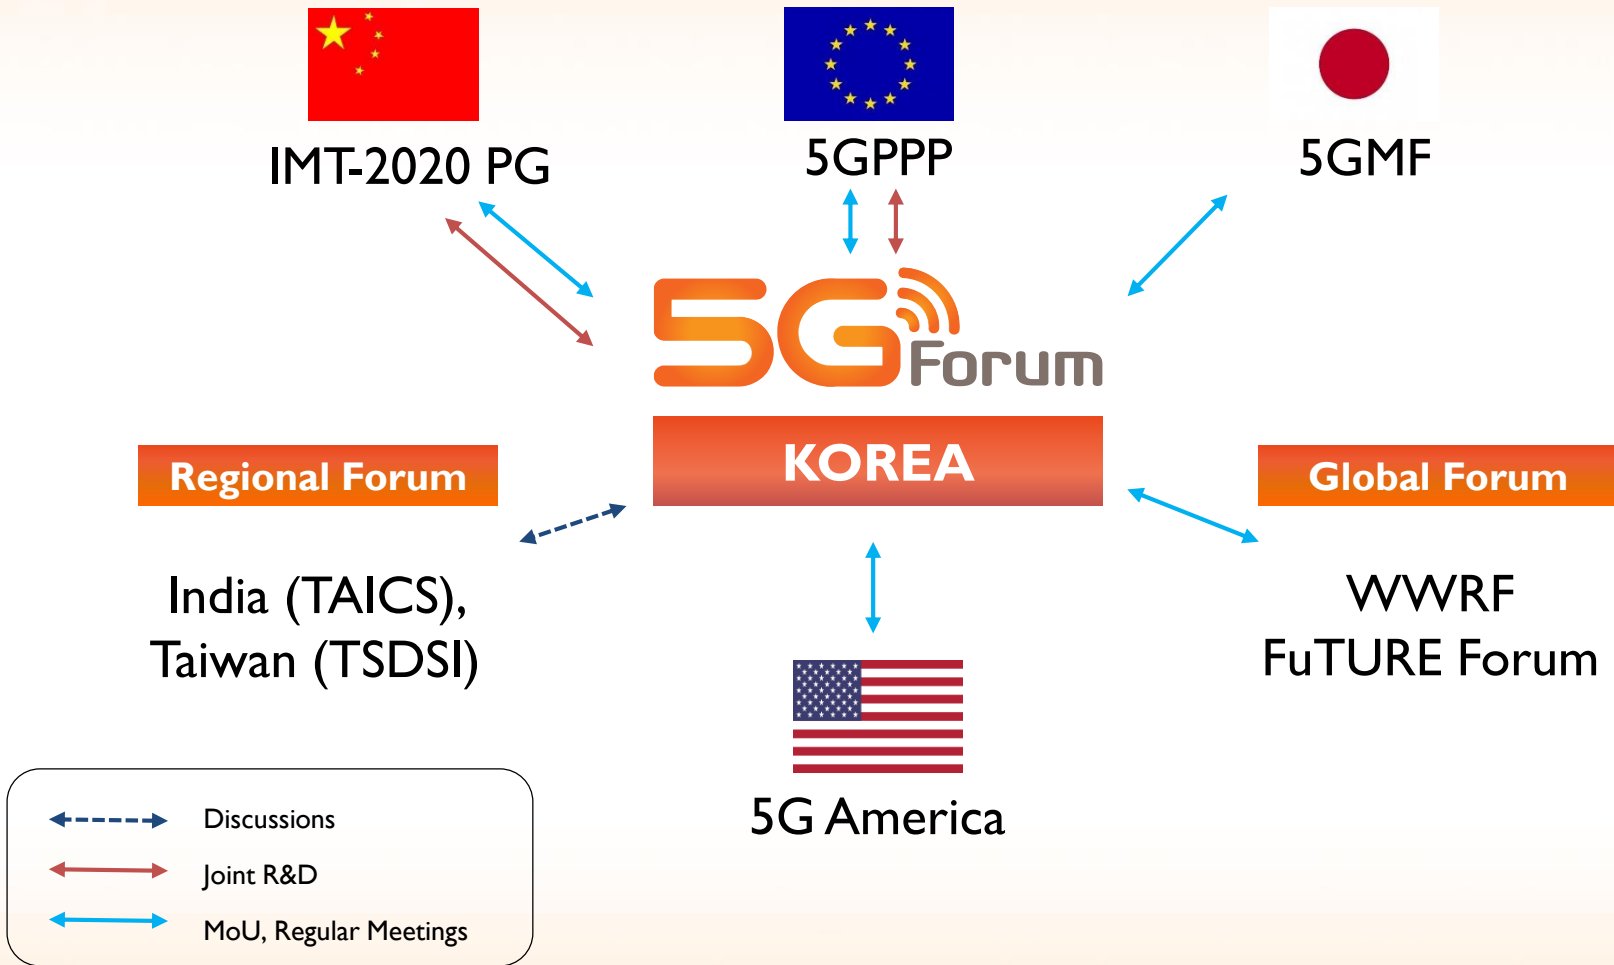 IMT-2020 PG
5GPPP
5GMF
5G Forum
KOREA
Regional Forum
Global Forum
India (TAICS),
Taiwan (TSDSI)
WWRF
FuTURE Forum
5G America
Discussions
Joint R&D
MoU, Regular Meetings